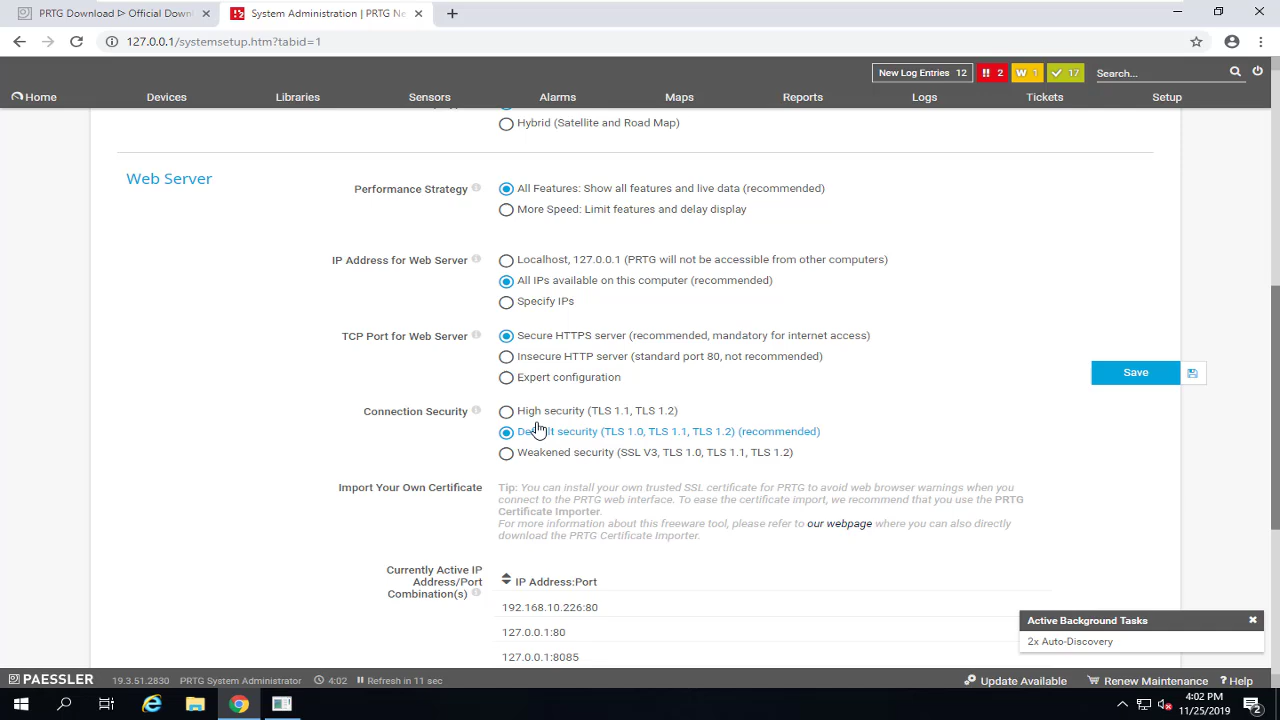 PRTG Download ᐅ Official Downl
System Administration | PRTG Ne
127.0.0.1/systemsetup.htm?tabid=1
New Log Entries 12
!! 2
W 1
17
Search...
Home
Devices
Libraries
Sensors
Alarms
Maps
Reports
Logs
Tickets
Setup
Hybrid (Satellite and Road Map)
Web Server
Performance Strategy
All Features: Show all features and live data (recommended)
More Speed: Limit features and delay display
IP Address for Web Server
Localhost, 127.0.0.1 (PRTG will not be accessible from other computers)
All IPs available on this computer (recommended)
Specify IPs
TCP Port for Web Server
Secure HTTPS server (recommended, mandatory for internet access)
Insecure HTTP server (standard port 80, not recommended)
Expert configuration
Save
Connection Security
High security (TLS 1.1, TLS 1.2)
Default security (TLS 1.0, TLS 1.1, TLS 1.2) (recommended)
Weakened security (SSL V3, TLS 1.0, TLS 1.1, TLS 1.2)
Import Your Own Certificate
Tip: You can install your own trusted SSL certificate for PRTG to avoid web browser warnings when you
connect to the PRTG web interface. To ease the certificate import, we recommend that you use the PRTG
Certificate Importer.
For more information about this freeware tool, please refer to our webpage where you can also directly
download the PRTG Certificate Importer.
Currently Active IP
Address/Port
Combination(s)
IP Address:Port
192.168.10.226:80
127.0.0.1:80
127.0.0.1:8085
Active Background Tasks
2x Auto-Discovery
PAESSLER
19.3.51.2830
PRTG System Administrator
4:02
Refresh in 11 sec
Update Available
Renew Maintenance
? Help
4:02 PM
11/25/2019
2